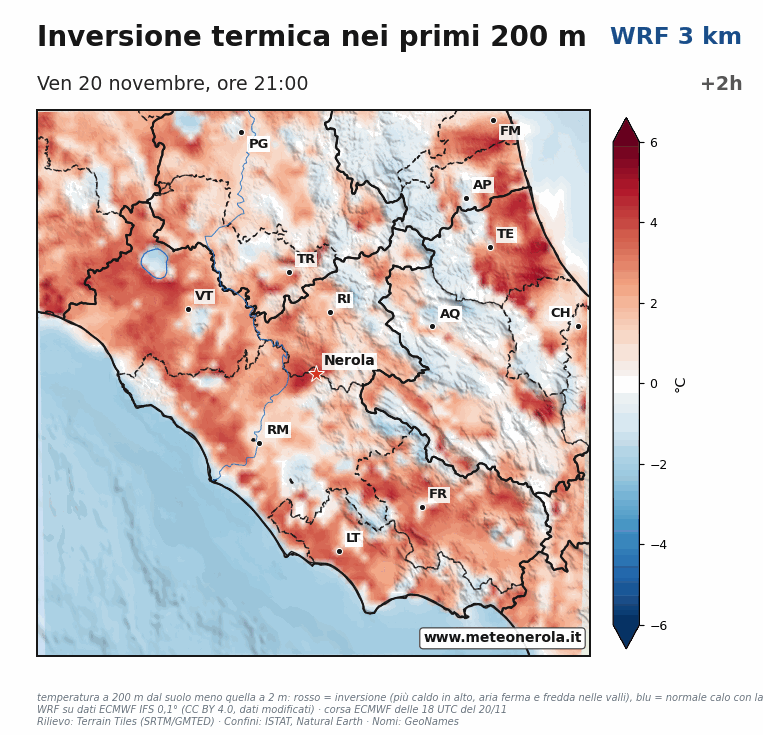 Inversione termica nei primi 200 m WRF 3 km
Ven 20 novembre, ore 21:00 +2h
FM
PG
AP
TE
TR
VT
RI
AQ
CH
Nerola
RM
FR
LT
www.meteonerola.it
6
4
2
0
−2
−4
−6
°C
temperatura a 200 m dal suolo meno quella a 2 m: rosso = inversione (più caldo in alto, aria ferma e fredda nelle valli), blu = normale calo con la
WRF su dati ECMWF IFS 0,1° (CC BY 4.0, dati modificati) · corsa ECMWF delle 18 UTC del 20/11
Rilievo: Terrain Tiles (SRTM/GMTED) · Confini: ISTAT, Natural Earth · Nomi: GeoNames